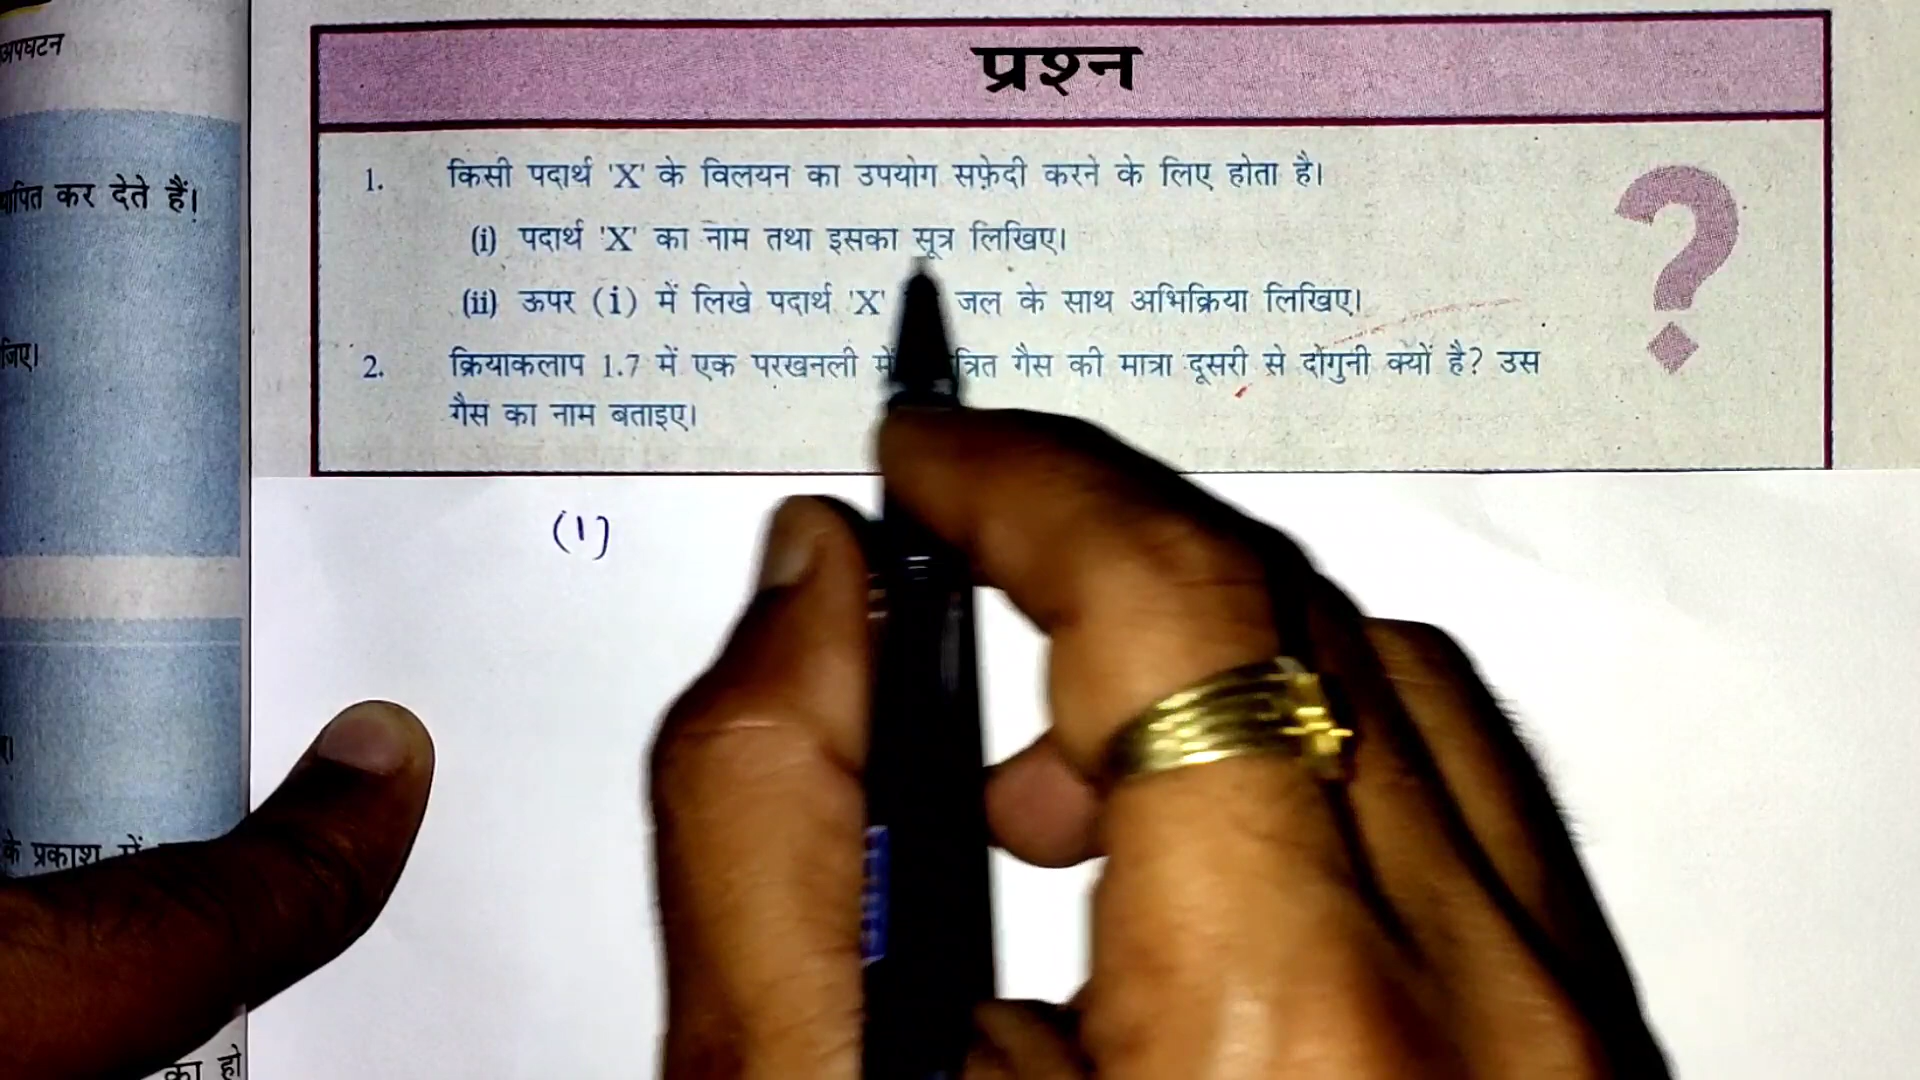 अपघटन
कर देते हैं।
प्रश्न
1. किसी पदार्थ 'X' के विलयन का उपयोग सफ़ेदी करने के लिए होता है।
(i) पदार्थ 'X' का नाम तथा इसका सूत्र लिखिए।
(ii) ऊपर (i) में लिखे पदार्थ 'X' जल के साथ अभिक्रिया लिखिए।
2. क्रियाकलाप 1.7 में एक परखनली में गैस की मात्रा दूसरी से दोगुनी क्यों है? उस
गैस का नाम बताइए।
(1)
के प्रकाश में
का हो